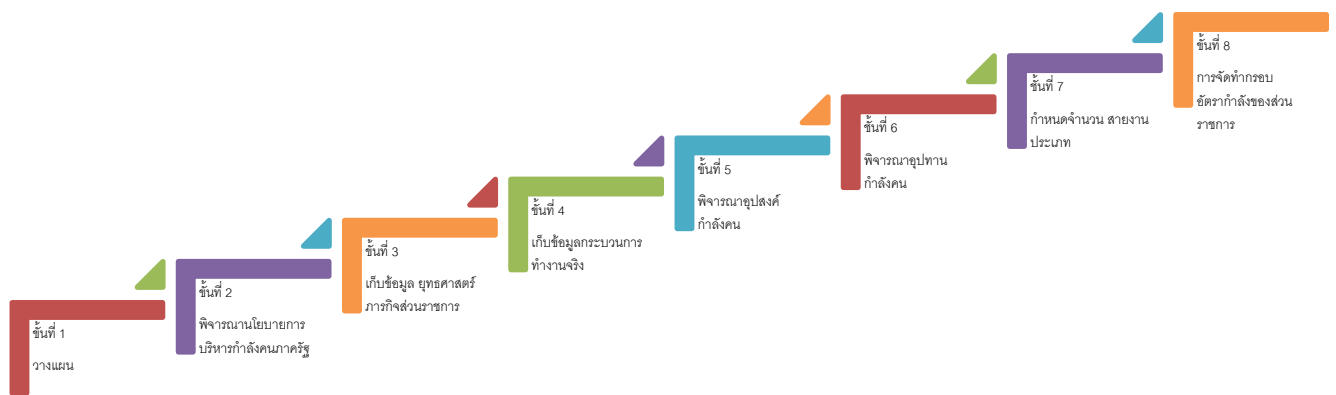 ขั้นที่ 1
วางแผน
ขั้นที่ 2
พิจารณานโยบายการ
บริหารกำลังคนภาครัฐ
ขั้นที่ 3
เก็บข้อมูล ยุทธศาสตร์
ภารกิจส่วนราชการ
ขั้นที่ 4
เก็บข้อมูลกระบวนการ
ทำงานจริง
ขั้นที่ 5
พิจารณาอุปสงค์
กำลังคน
ขั้นที่ 6
พิจารณาอุปทาน
กำลังคน
ขั้นที่ 7
กำหนดจำนวน สายงาน
ประเภท
ขั้นที่ 8
การจัดทำกรอบ
อัตรากำลังของส่วน
ราชการ